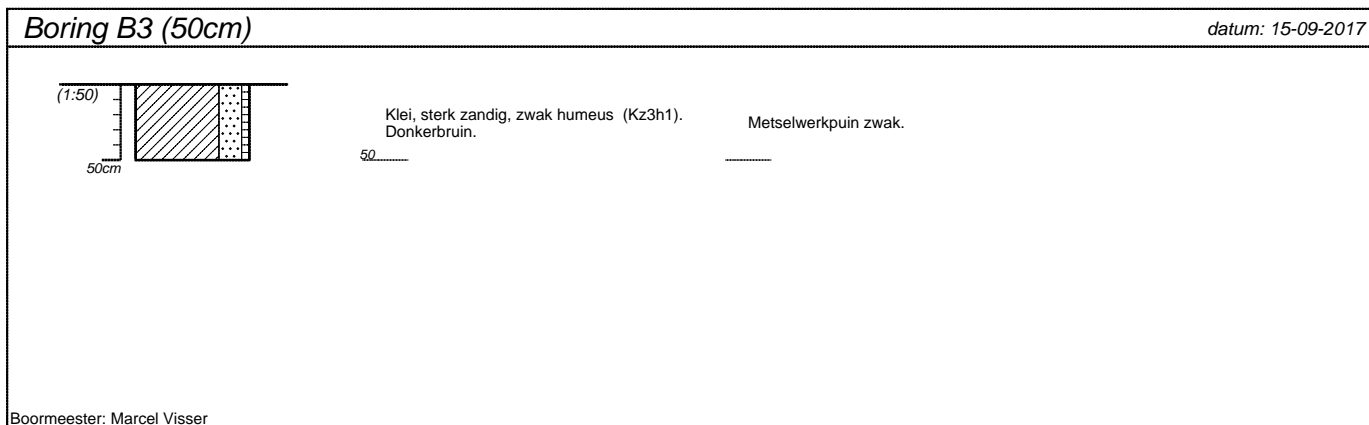 Boring B3 (50cm)
datum: 15-09-2017
(1:50)
Klei, sterk zandig, zwak humeus (Kz3h1).
Donkerbruin.
Metselwerkpuin zwak.
50
50cm
Boormeester: Marcel Visser